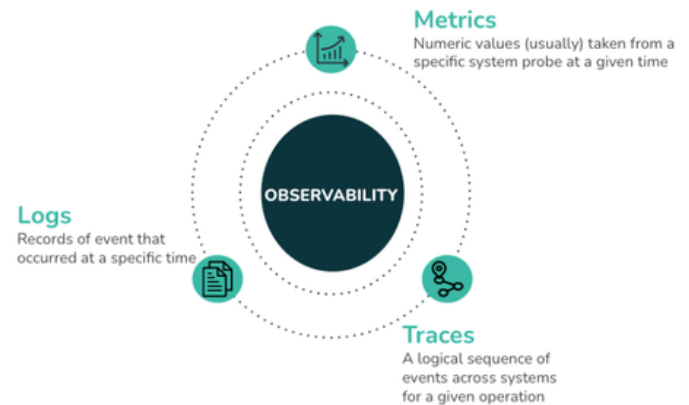 Metrics
Numeric values (usually) taken from a
specific system probe at a given time
OBSERVABILITY
Logs
Records of event that
occurred at a specific time
Traces
A logical sequence of
events across systems
for a given operation